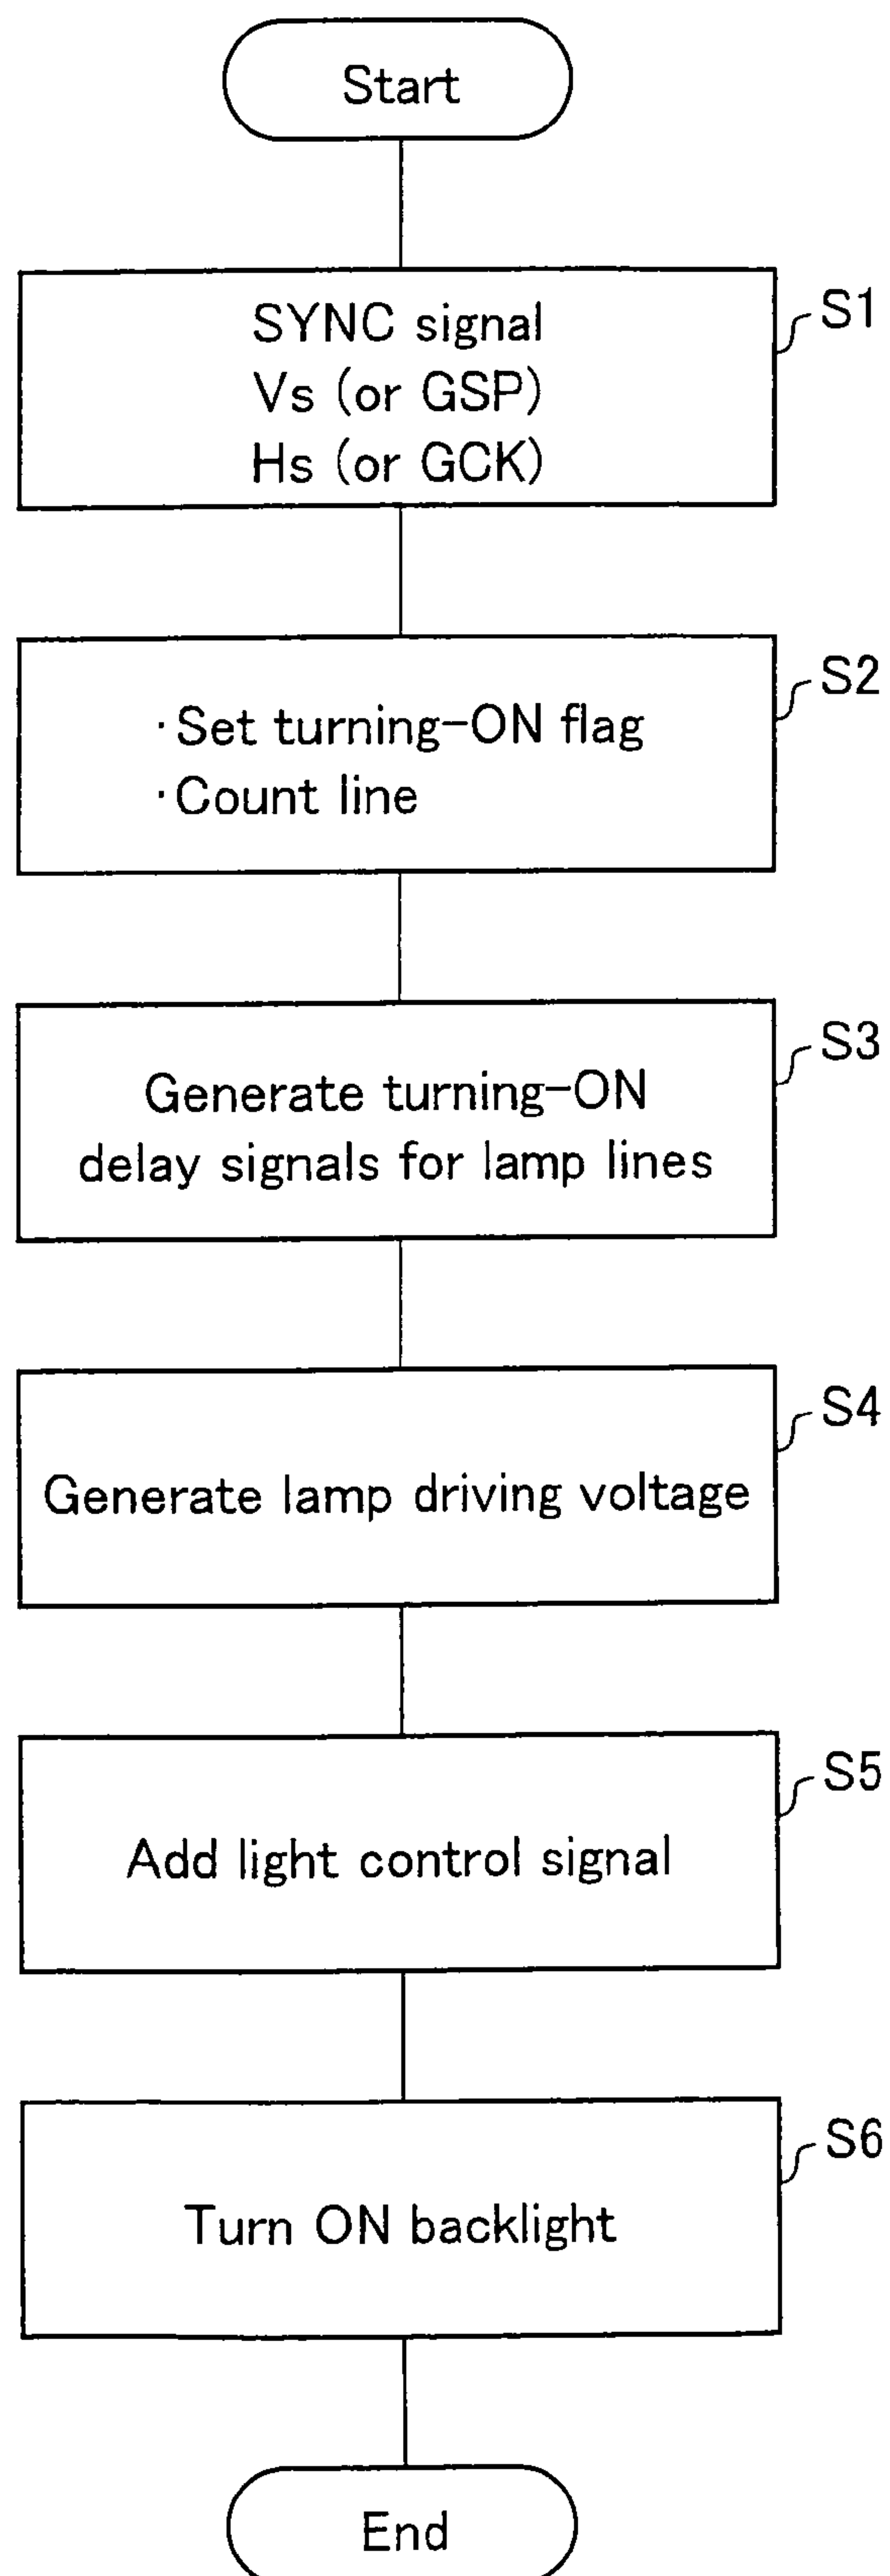 Start
SYNC signal
Vs (or GSP)
Hs (or GCK)
S1
·Set turning-ON flag
·Count line
S2
Generate turning-ON
delay signals for lamp lines
S3
Generate lamp driving voltage
S4
Add light control signal
S5
Turn ON backlight
S6
End